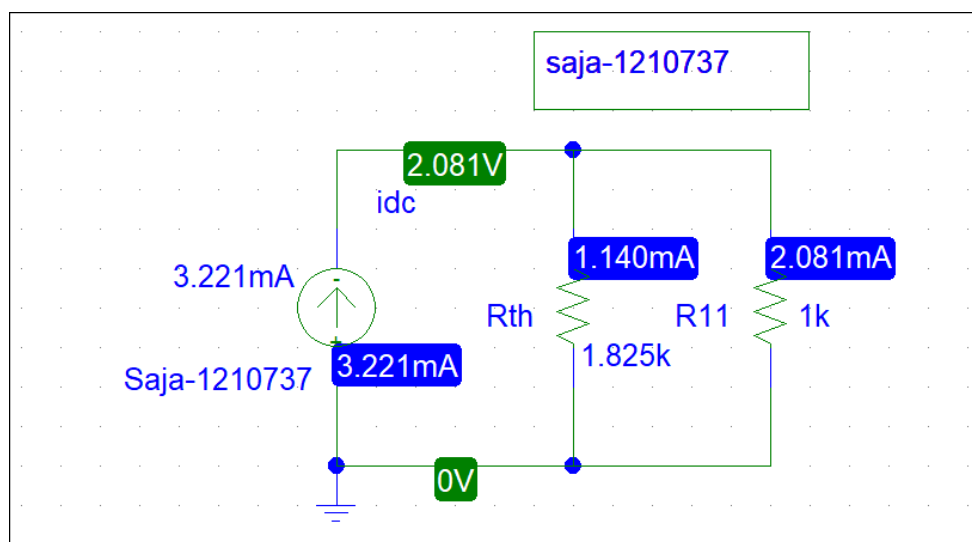 saja-1210737
2.081V
idc
3.221mA
-
+
3.221mA
Saja-1210737
1.140mA
Rth
1.825k
2.081mA
R11
1k
0V